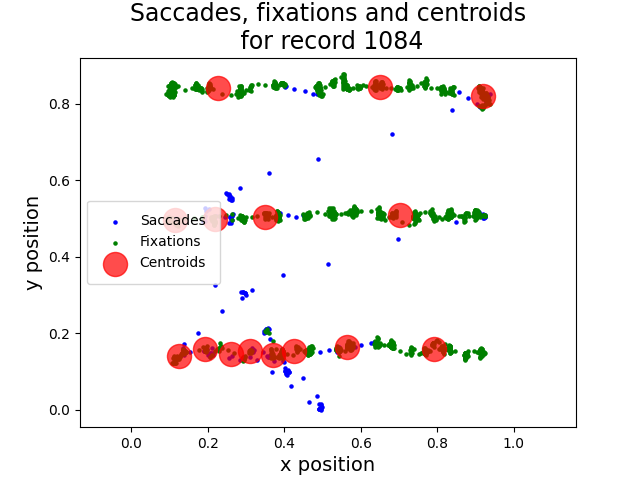 Saccades, fixations and centroids
for record 1084
0.8
0.6
0.4
0.2
0.0
y position
Saccades
Fixations
Centroids
0.0 0.2 0.4 0.6 0.8 1.0
x position